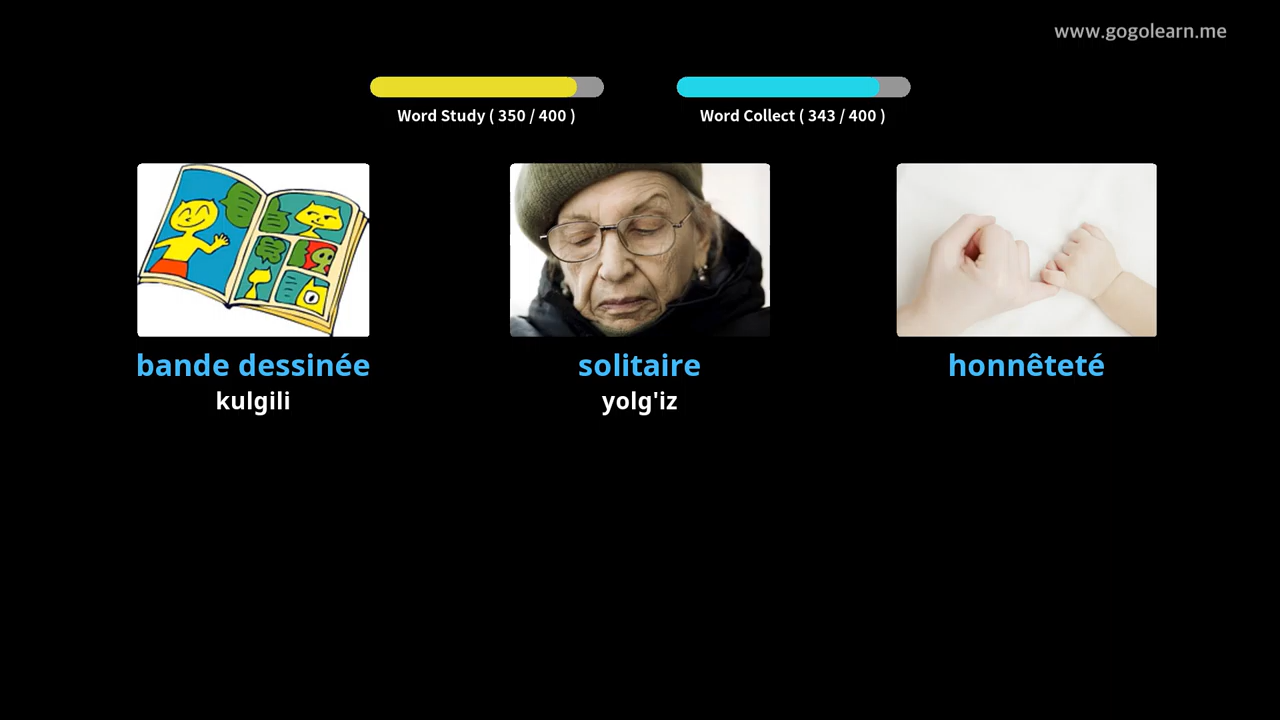 www.gogolearn.me
Word Study ( 350 / 400 )
Word Collect ( 343 / 400 )
bande dessinée
kulgili
solitaire
yolg'iz
honnêteté